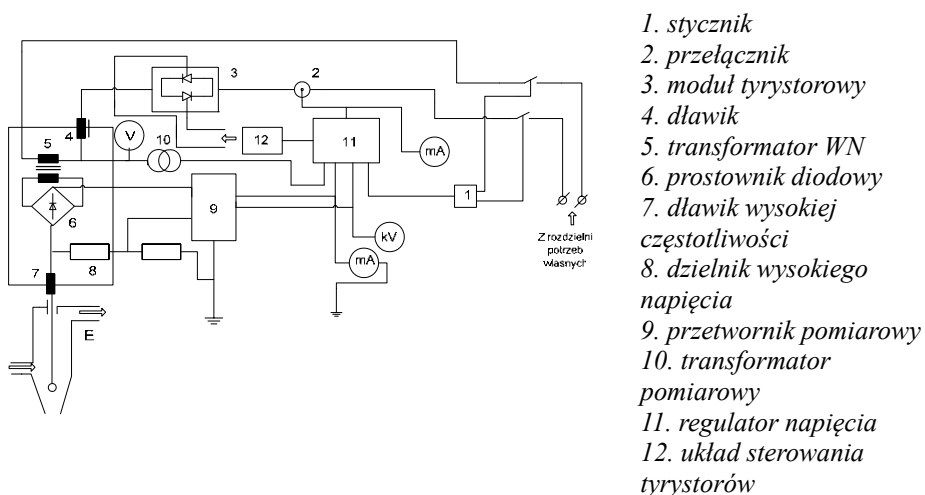 3
2
4
V
10
12
11
mA
5
1
6
9
kV
Z rozdzielni
potrzeb
własnych
mA
7
8
E
1. stycznik
2. przełącznik
3. moduł tyrystorowy
4. dławik
5. transformator WN
6. prostownik diodowy
7. dławik wysokiej
częstotliwości
8. dzielnik wysokiego
napięcia
9. przetwornik pomiarowy
10. transformator
pomiarowy
11. regulator napięcia
12. układ sterowania
tyrystorów